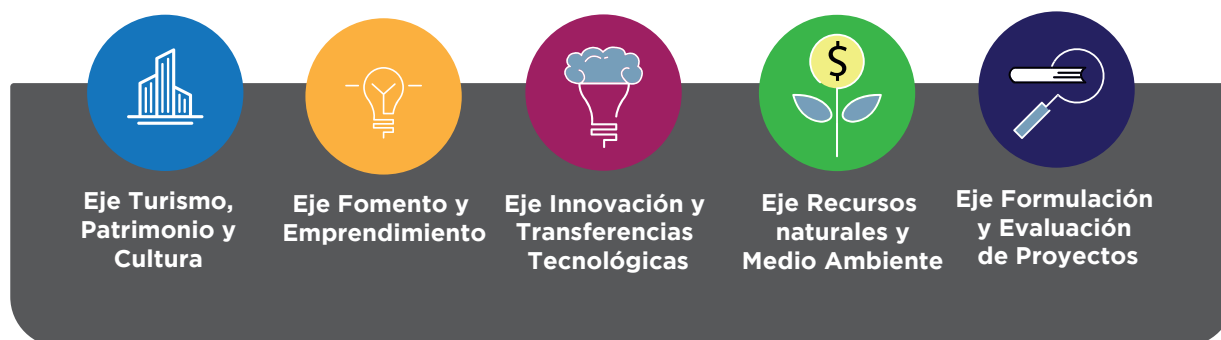 $
Eje Turismo,
Patrimonio y
Cultura
Eje Fomento y
Emprendimiento
Eje Innovación y
Transferencias
Tecnológicas
Eje Recursos
naturales y
Medio Ambiente
Eje Formulación
y Evaluación
de Proyectos